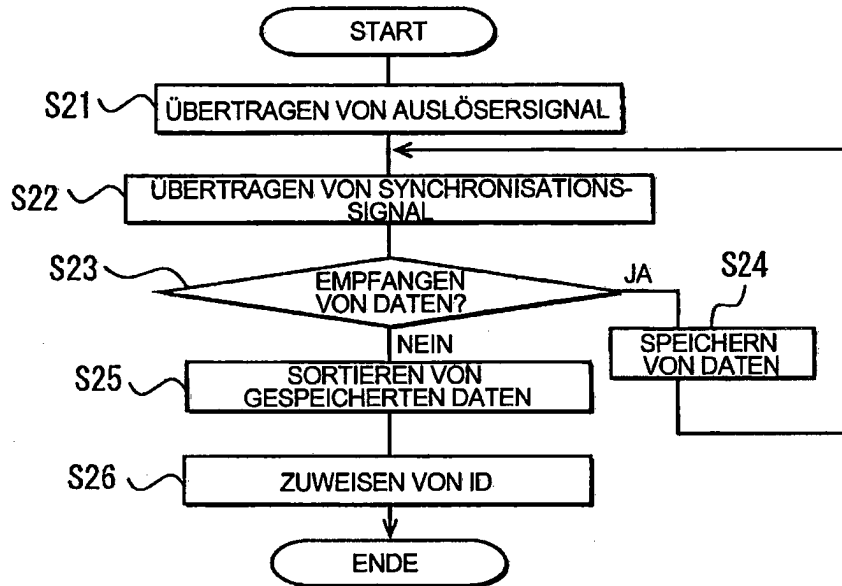 START
S21
ÜBERTRAGEN VON AUSLÖSERSIGNAL
S22
ÜBERTRAGEN VON SYNCHRONISATIONS-
SIGNAL
S23
EMPFANGEN
VON DATEN?
JA
S24
SPEICHERN
VON DATEN
NEIN
S25
SORTIEREN VON
GESPEICHERTEN DATEN
S26
ZUWEISEN VON ID
ENDE